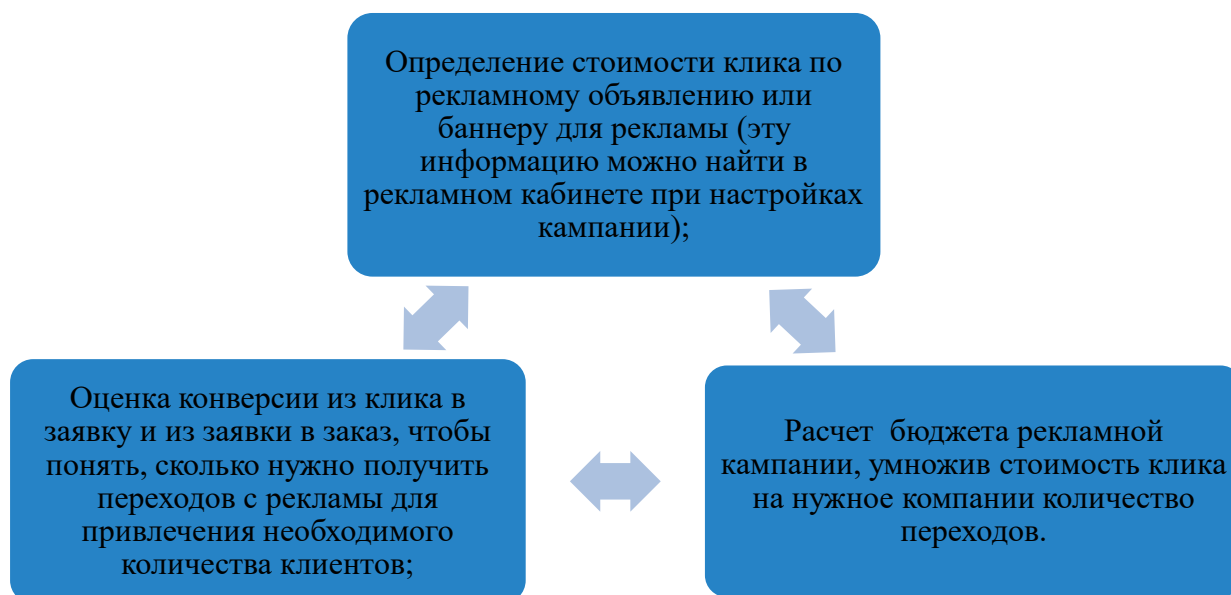 Определение стоимости клика по
рекламному объявлению или
баннеру для рекламы (эту
информацию можно найти в
рекламном кабинете при настройках
кампании);
Оценка конверсии из клика в
заявку и из заявки в заказ, чтобы
понять, сколько нужно получить
переходов с рекламы для
привлечения необходимого
количества клиентов;
Расчет бюджета рекламной
кампании, умножив стоимость клика
на нужное компании количество
переходов.